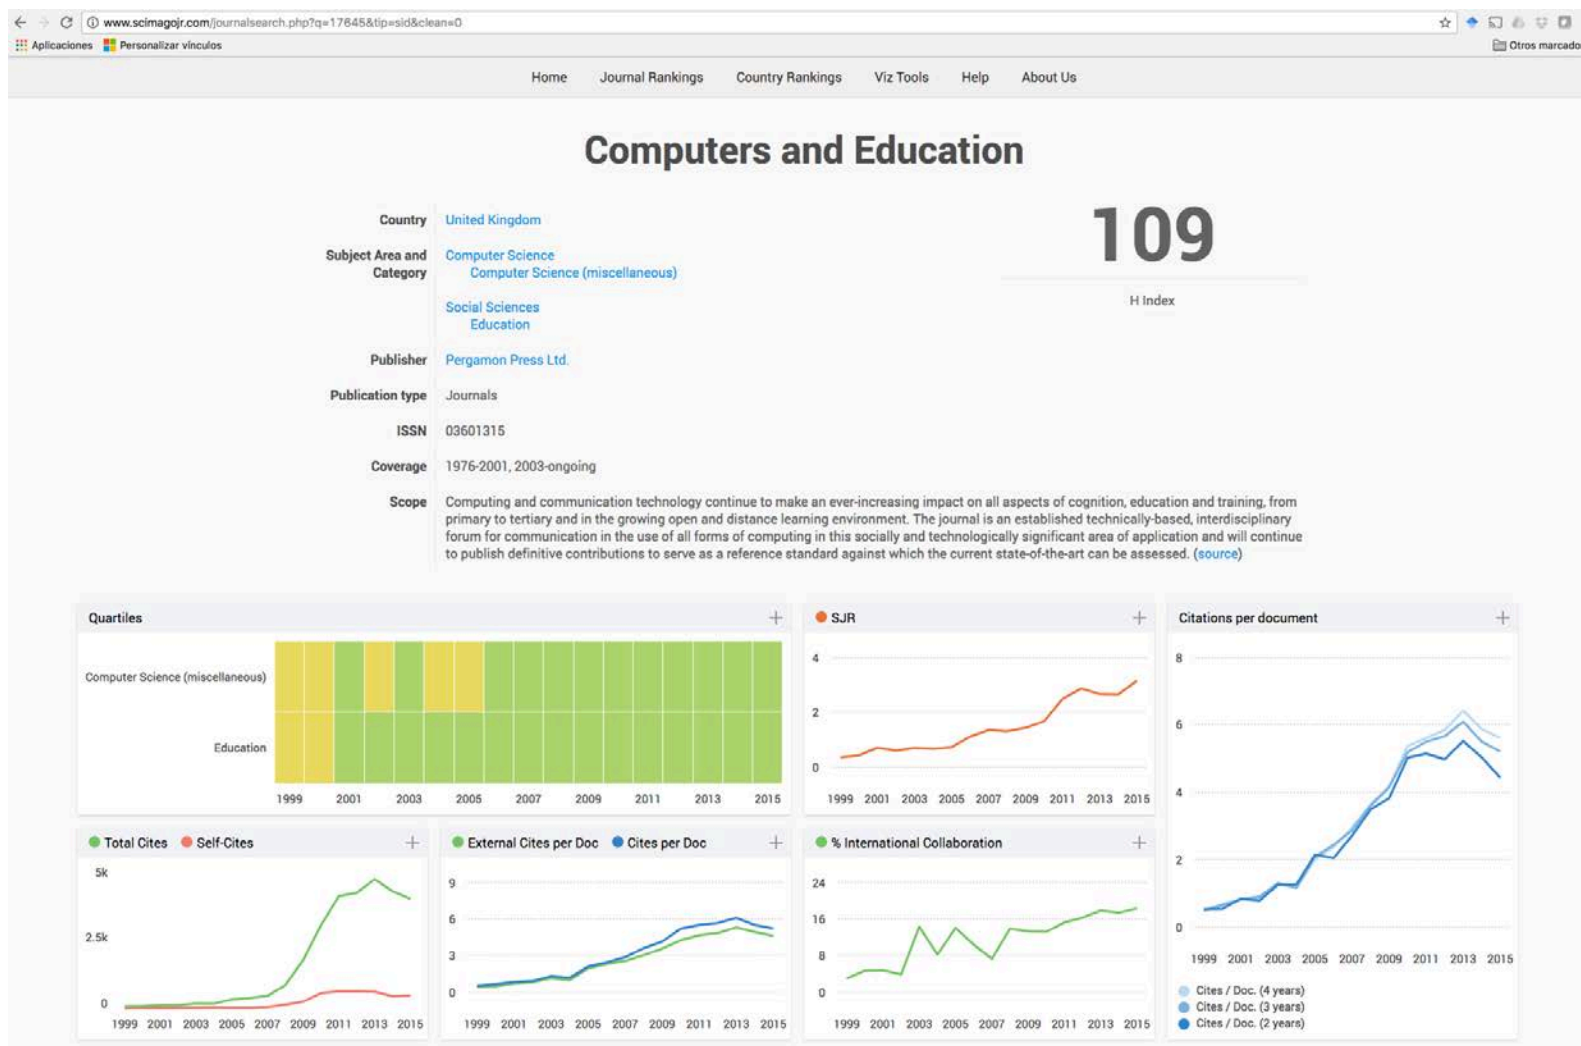 www.scimagojr.com/journalsearch.php?q=17645&tip=sid&clean=0
Aplicaciones Personalizar vínculos Otros marcado
Home Journal Rankings Country Rankings Viz Tools Help About Us
Computers and Education
Country United Kingdom
109
H Index
Subject Area and Category
Computer Science
Computer Science (miscellaneous)
Social Sciences
Education
Publisher Pergamon Press Ltd.
Publication type Journals
ISSN 03601315
Coverage 1976-2001, 2003-ongoing
Scope Computing and communication technology continue to make an ever-increasing impact on all aspects of cognition, education and training, from
primary to tertiary and in the growing open and distance learning environment. The journal is an established technically-based, interdisciplinary
forum for communication in the use of all forms of computing in this socially and technologically significant area of application and will continue
to publish definitive contributions to serve as a reference standard against which the current state-of-the-art can be assessed. (source)
Quartiles
Computer Science (miscellaneous)
Education
1999 2001 2003 2005 2007 2009 2011 2013 2015
SJR
4
2
0
1999 2001 2003 2005 2007 2009 2011 2013 2015
Citations per document
8
6
4
2
0
1999 2001 2003 2005 2007 2009 2011 2013 2015
Cites / Doc. (4 years)
Cites / Doc. (3 years)
Cites / Doc. (2 years)
Total Cites Self-Cites
5k
2.5k
0
1999 2001 2003 2005 2007 2009 2011 2013 2015
External Cites per Doc Cites per Doc
9
6
3
0
1999 2001 2003 2005 2007 2009 2011 2013 2015
% International Collaboration
24
16
8
0
1999 2001 2003 2005 2007 2009 2011 2013 2015